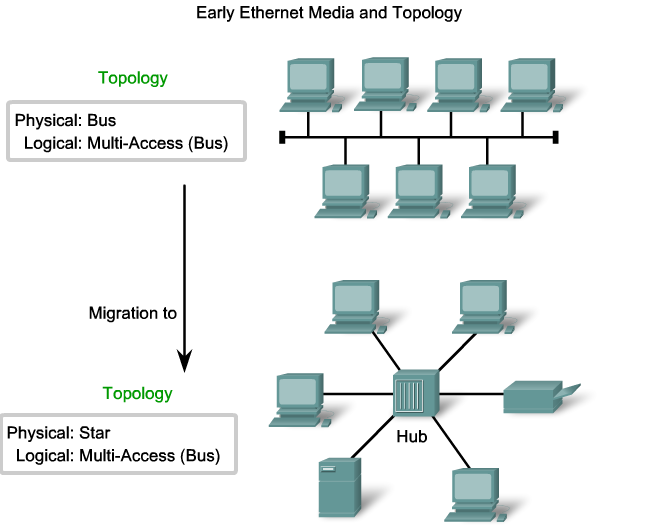 Early Ethernet Media and Topology
Topology
Physical: Bus
Logical: Multi-Access (Bus)
Migration to
Topology
Physical: Star
Logical: Multi-Access (Bus)
Hub